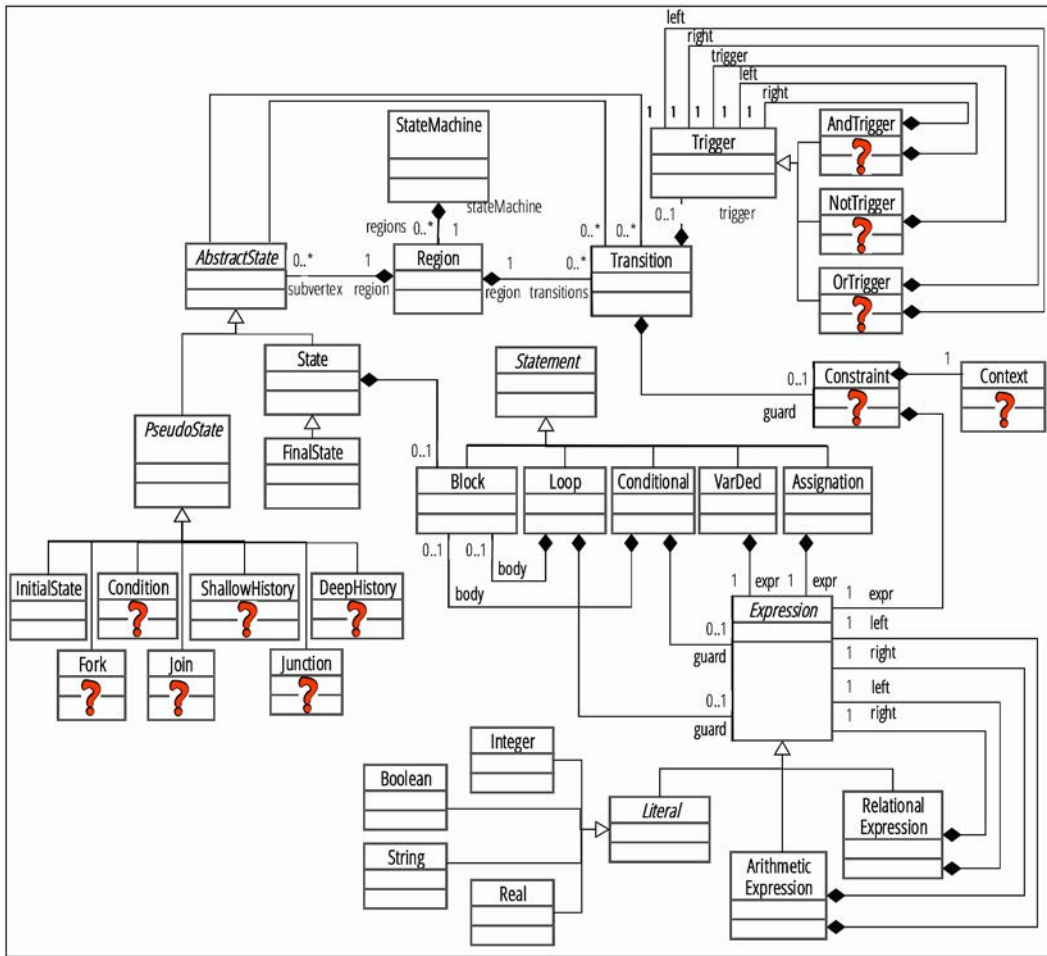 left
right
trigger
left
right
1 1 1 1 1
StateMachine
Trigger
AndTrigger
?
NotTrigger
?
OrTrigger
?
stateMachine
regions 0..* 1
0..1 trigger
0..* 0..*
AbstractState
0..* 1
subvertex region
Region
1 0..*
region transitions
Transition
State
Statement
0..1
guard
Constraint
?
1
Context
?
PseudoState
FinalState
0..1
Block
Loop
Conditional
VarDecl
Assignation
0..1 0..1
body
body
InitialState
Condition
?
ShallowHistory
?
DeepHistory
?
Fork
?
Join
?
Junction
?
1 expr 1 expr
Expression
1 expr
1 left
1 right
1 left
1 right
0..1
guard
0..1
guard
Integer
Boolean
String
Real
Literal
Relational
Expression
Arithmetic
Expression